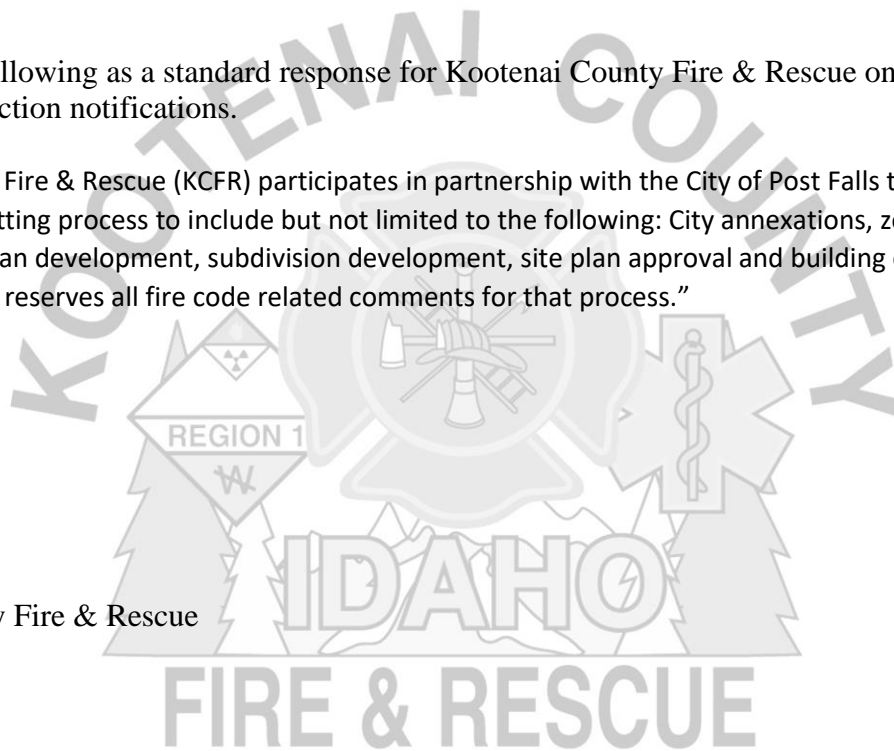 llowing as a standard response for Kootenai County Fire & Rescue on
ction notifications.
Fire & Rescue (KCFR) participates in partnership with the City of Post Falls t
tting process to include but not limited to the following: City annexations, z
an development, subdivision development, site plan approval and building
reserves all fire code related comments for that process.”
y Fire & Rescue
KOOTENAI COUNTY
REGION 1
W
IDAHO
FIRE & RESCUE